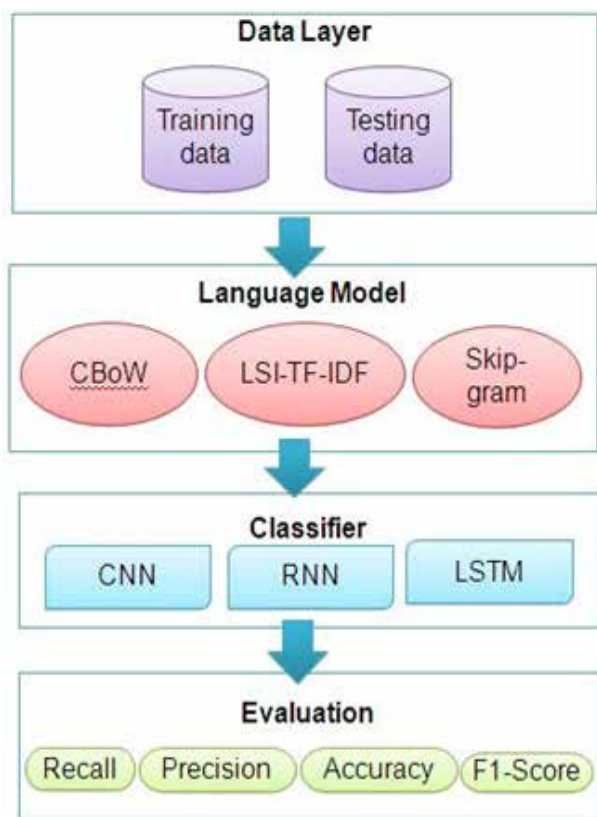 Data Layer
Training
data
Testing
data
Language Model
CBoW
LSI-TF-IDF
Skip-
gram
Classifier
CNN
RNN
LSTM
Evaluation
Recall
Precision
Accuracy
F1-Score